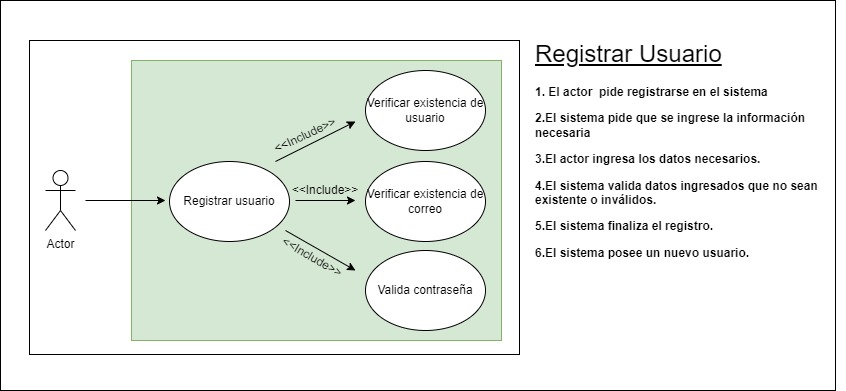 Registrar Usuario
1. El actor  pide registrarse en el sistema
2.El sistema pide que se ingrese la información
necesaria
3.El actor ingresa los datos necesarios.
4.El sistema valida datos ingresados que no sean
existente o inválidos.
5.El sistema finaliza el registro.
6.El sistema posee un nuevo usuario.
Actor
Registrar usuario
<<Include>>
Verificar existencia de
usuario
<<Include>>
Verificar existencia de
correo
<<Include>>
Valida contraseña